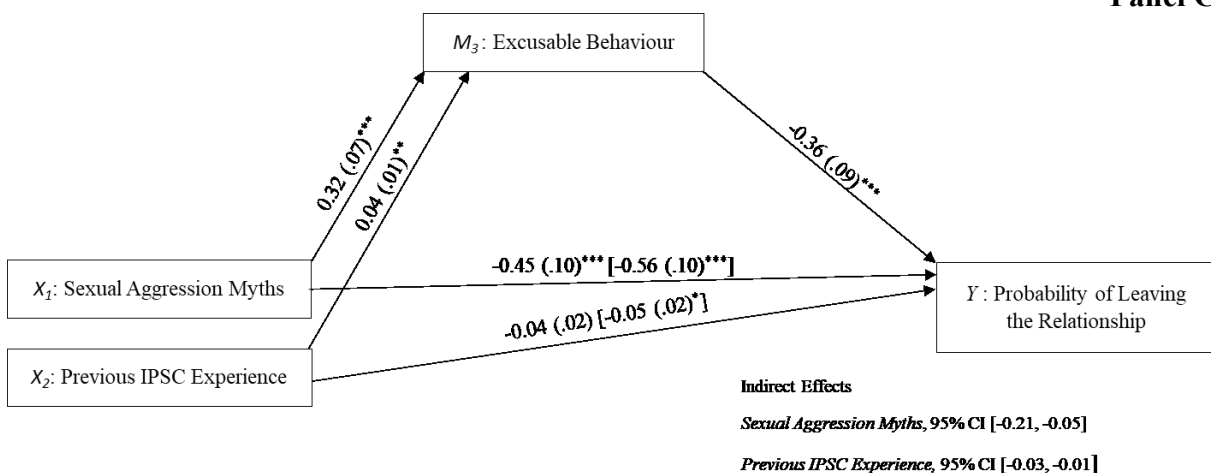 M₃ : Excusable Behaviour
0.32 (.07)***
0.04 (.01)**
-0.36 (.09)***
X₁: Sexual Aggression Myths
-0.45 (.10)*** [-0.56 (.10)***]
Y : Probability of Leaving
the Relationship
-0.04 (.02) [-0.05 (.02)*]
X₂: Previous IPSC Experience
Indirect Effects
Sexual Aggression Myths, 95% CI [-0.21, -0.05]
Previous IPSC Experience, 95% CI [-0.03, -0.01]